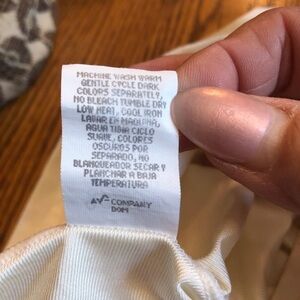 MACHINE WASH WARM
GENTLE CYCLE DARK
COLORS SEPARATELY,
NO BLEACH TUMBLE DRY
LOW HEAT, COOL IRON
LAVAR EN MAQUINA,
AGUA TIBIA CICLO
SUAVE, COLORES
OSCUROS POR
SEPARADO, NO
BLANQUEADOR SECAR Y
PLANCHAR A BAJA
TEMPERATURA
COMPANY
DOM